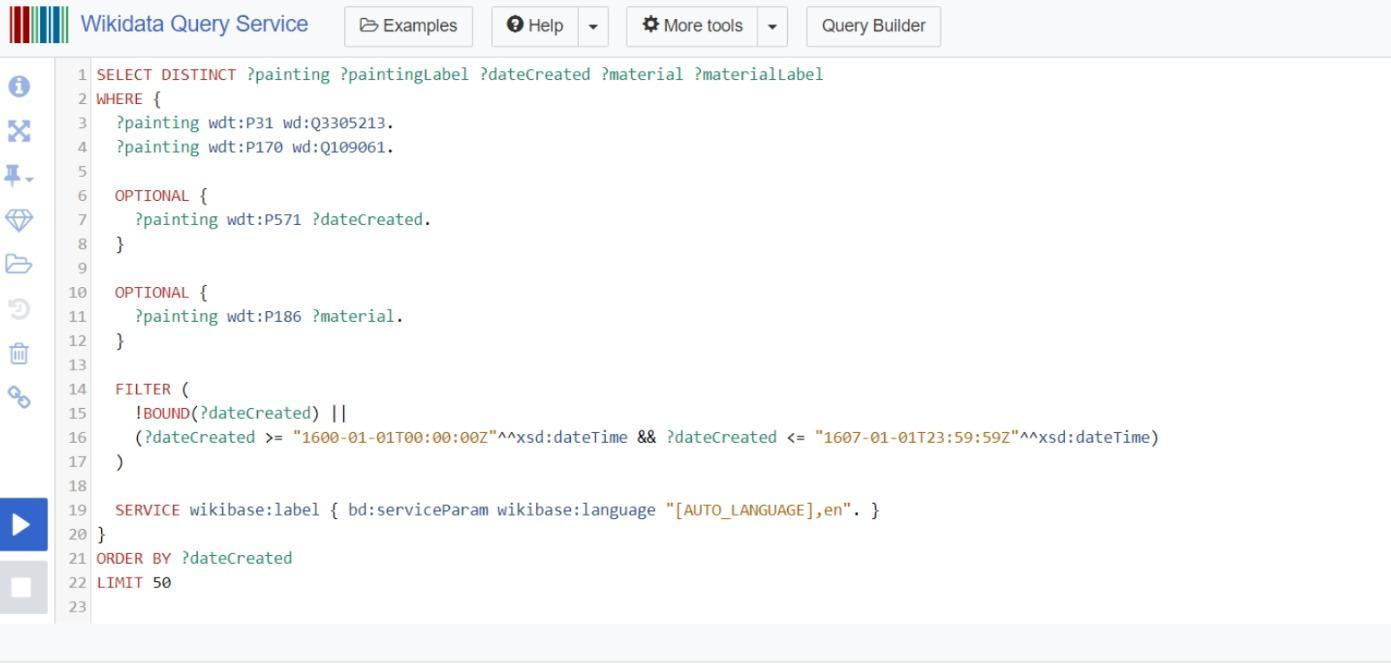 Wikidata Query Service Examples Help More tools Query Builder
1 SELECT DISTINCT ?painting ?paintingLabel ?dateCreated ?material ?materialLabel
2 WHERE {
3 ?painting wdt:P31 wd:Q3305213.
4 ?painting wdt:P170 wd:Q109061.
5
6 OPTIONAL {
7 ?painting wdt:P571 ?dateCreated.
8 }
9
10 OPTIONAL {
11 ?painting wdt:P186 ?material.
12 }
13
14 FILTER (
15 !BOUND(?dateCreated) ||
16 (?dateCreated >= "1600-01-01T00:00:00Z"^^xsd:dateTime && ?dateCreated <= "1607-01-01T23:59:59Z"^^xsd:dateTime)
17 )
18
19 SERVICE wikibase:label { bd:serviceParam wikibase:language "[AUTO_LANGUAGE],en". }
20 }
21 ORDER BY ?dateCreated
22 LIMIT 50
23